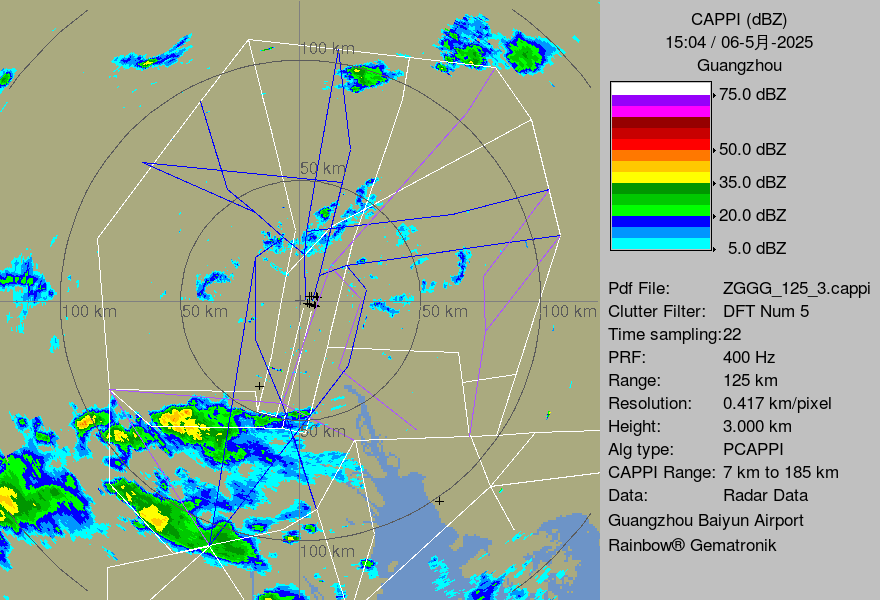 CAPPI (dBZ)
15:04 / 06-5月-2025
Guangzhou
75.0 dBZ
50.0 dBZ
35.0 dBZ
20.0 dBZ
5.0 dBZ
Pdf File: ZGGG_125_3.cappi
Clutter Filter: DFT Num 5
Time sampling:22
PRF: 400 Hz
Range: 125 km
Resolution: 0.417 km/pixel
Height: 3.000 km
Alg type: PCAPPI
CAPPI Range: 7 km to 185 km
Data: Radar Data
Guangzhou Baiyun Airport
Rainbow® Gematronik
100 km
50 km
100 km
50 km
50 km
100 km
50 km
100 km